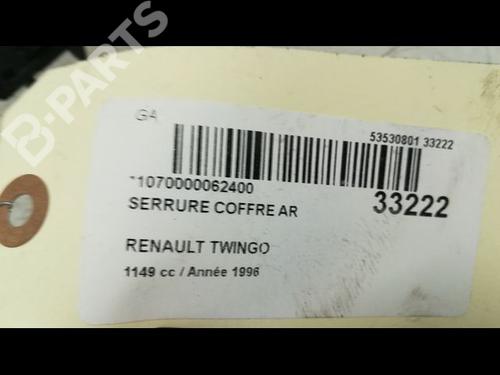 B-PARTS
GA
53530801 33222
*1070000062400
SERRURE COFFRE AR
33222
RENAULT TWINGO
1149 cc / Année 1996